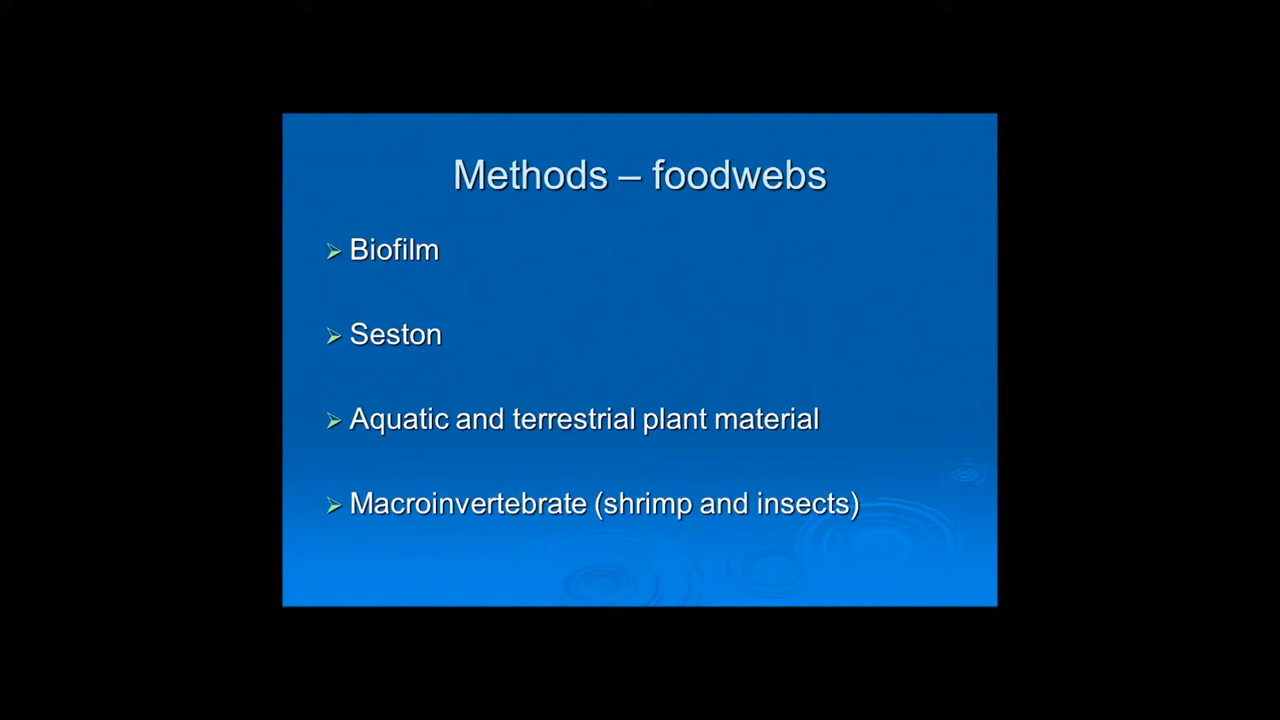 Methods – foodwebs
Biofilm
Seston
Aquatic and terrestrial plant material
Macroinvertebrate (shrimp and insects)